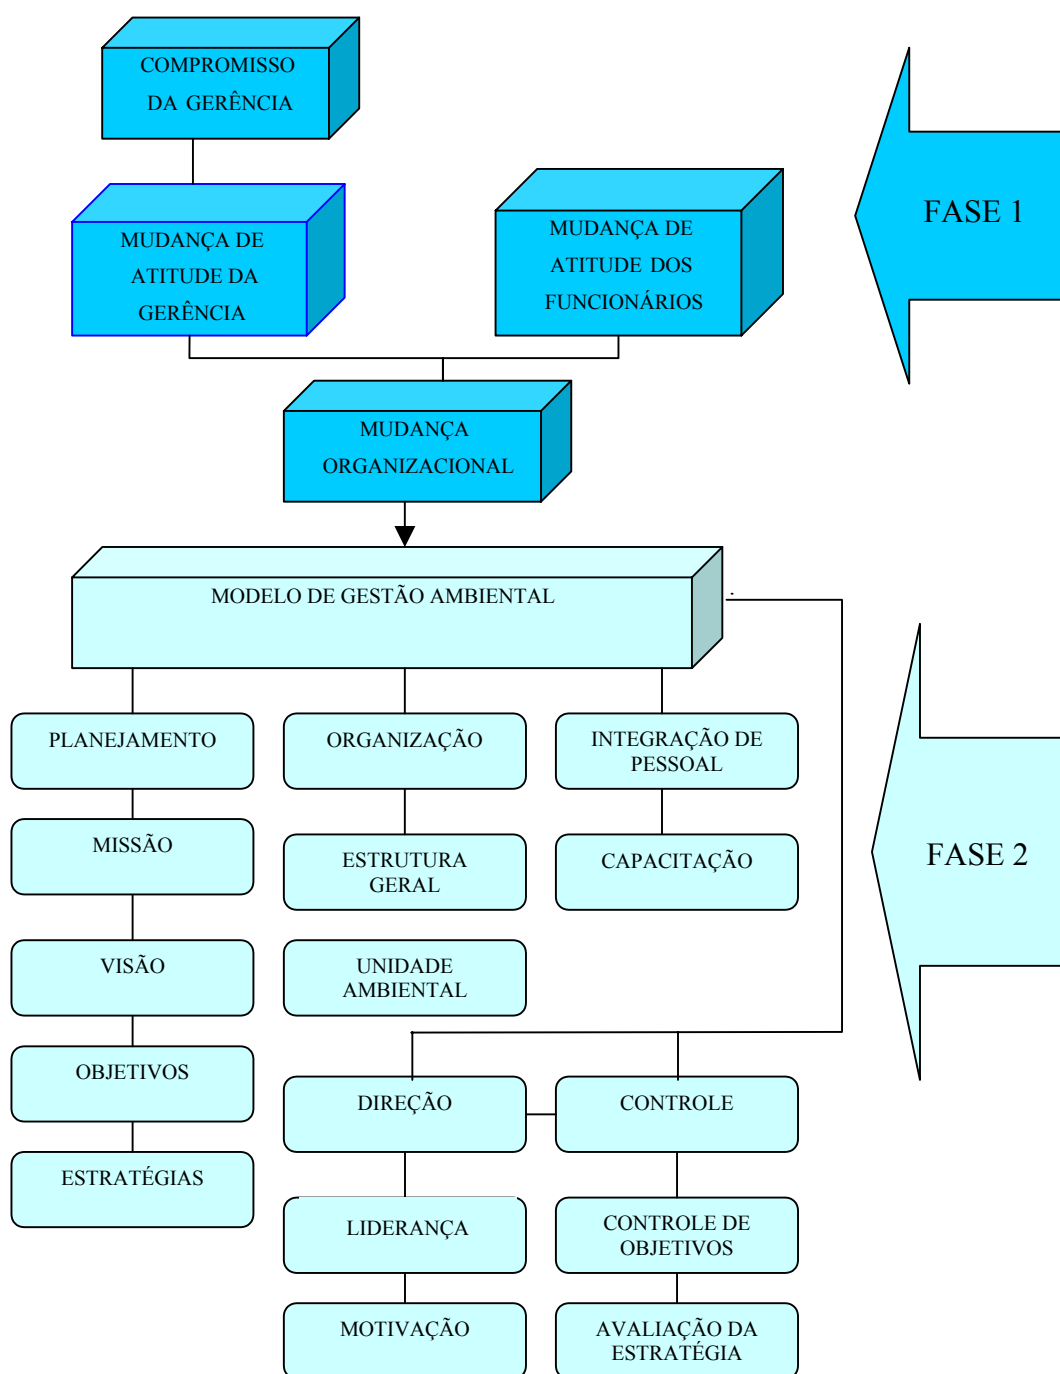 COMPROMISSO
DA GERÊNCIA
MUDANÇA DE
ATITUDE DA
GERÊNCIA
MUDANÇA DE
ATITUDE DOS
FUNCIONÁRIOS
FASE 1
MUDANÇA
ORGANIZACIONAL
MODELO DE GESTÃO AMBIENTAL
PLANEJAMENTO
ORGANIZAÇÃO
INTEGRAÇÃO DE
PESSOAL
MISSÃO
ESTRUTURA
GERAL
CAPACITAÇÃO
FASE 2
VISÃO
UNIDADE
AMBIENTAL
OBJETIVOS
DIREÇÃO
CONTROLE
ESTRATÉGIAS
LIDERANÇA
CONTROLE DE
OBJETIVOS
MOTIVAÇÃO
AVALIAÇÃO DA
ESTRATÉGIA